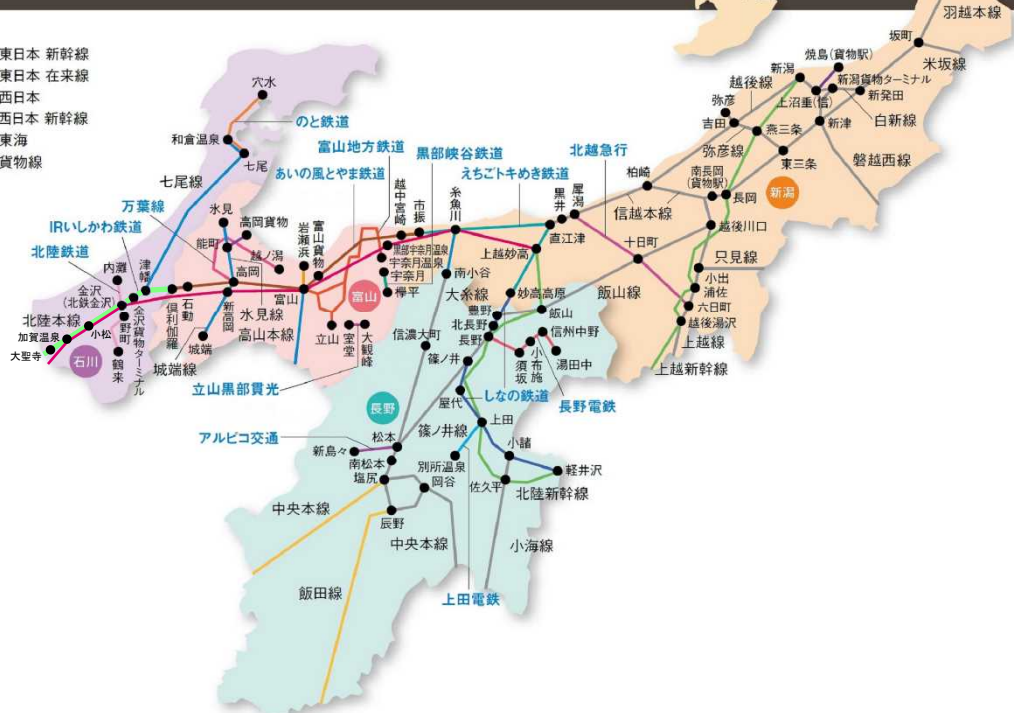 東日本 新幹線
東日本 在来線
西日本
西日本 新幹線
東海
貨物線
羽越本線
坂町
米坂線
焼島(貨物駅)
新潟
新潟貨物ターミナル
上沼垂(信)
新発田
白新線
越後線
弥彦
吉田
燕三条
新津
弥彦線
東三条
磐越西線
南長岡
(貨物駅)
長岡
新潟
柏崎
信越本線
北越急行
犀潟
黒井
直江津
えちごトキめき鉄道
越後川口
十日町
只見線
小出
浦佐
六日町
越後湯沢
上越線
上越新幹線
飯山線
上越妙高
妙高高原
飯山
豊野
北長野
長野
信州中野
湯田中
小布施
須坂
長野電鉄
しなの鉄道
穴水
のと鉄道
和倉温泉
七尾
七尾線
富山地方鉄道
黒部峡谷鉄道
あいの風とやま鉄道
越中宮崎
市振
糸魚川
黒部宇奈月温泉
宇奈月温泉
宇奈月
欅平
南小谷
大糸線
万葉線
氷見
高岡貨物
能町
越ノ潟
高岡
岩瀬浜
富山貨物
富山
富山
新高岡
氷見線
高山本線
城端
城端線
立山
室堂
大観峰
立山黒部貫光
IRいしかわ鉄道
北陸鉄道
内灘
津幡
金沢
(北鉄金沢)
倶利伽羅
石動
北陸本線
加賀温泉
小松
大聖寺
石川
野町
鶴来
金沢貨物ターミナル
信濃大町
篠ノ井
屋代
上田
長野
アルピコ交通
松本
篠ノ井線
新島々
南松本
塩尻
別所温泉
岡谷
小諸
軽井沢
佐久平
北陸新幹線
中央本線
辰野
中央本線
小海線
飯田線
上田電鉄